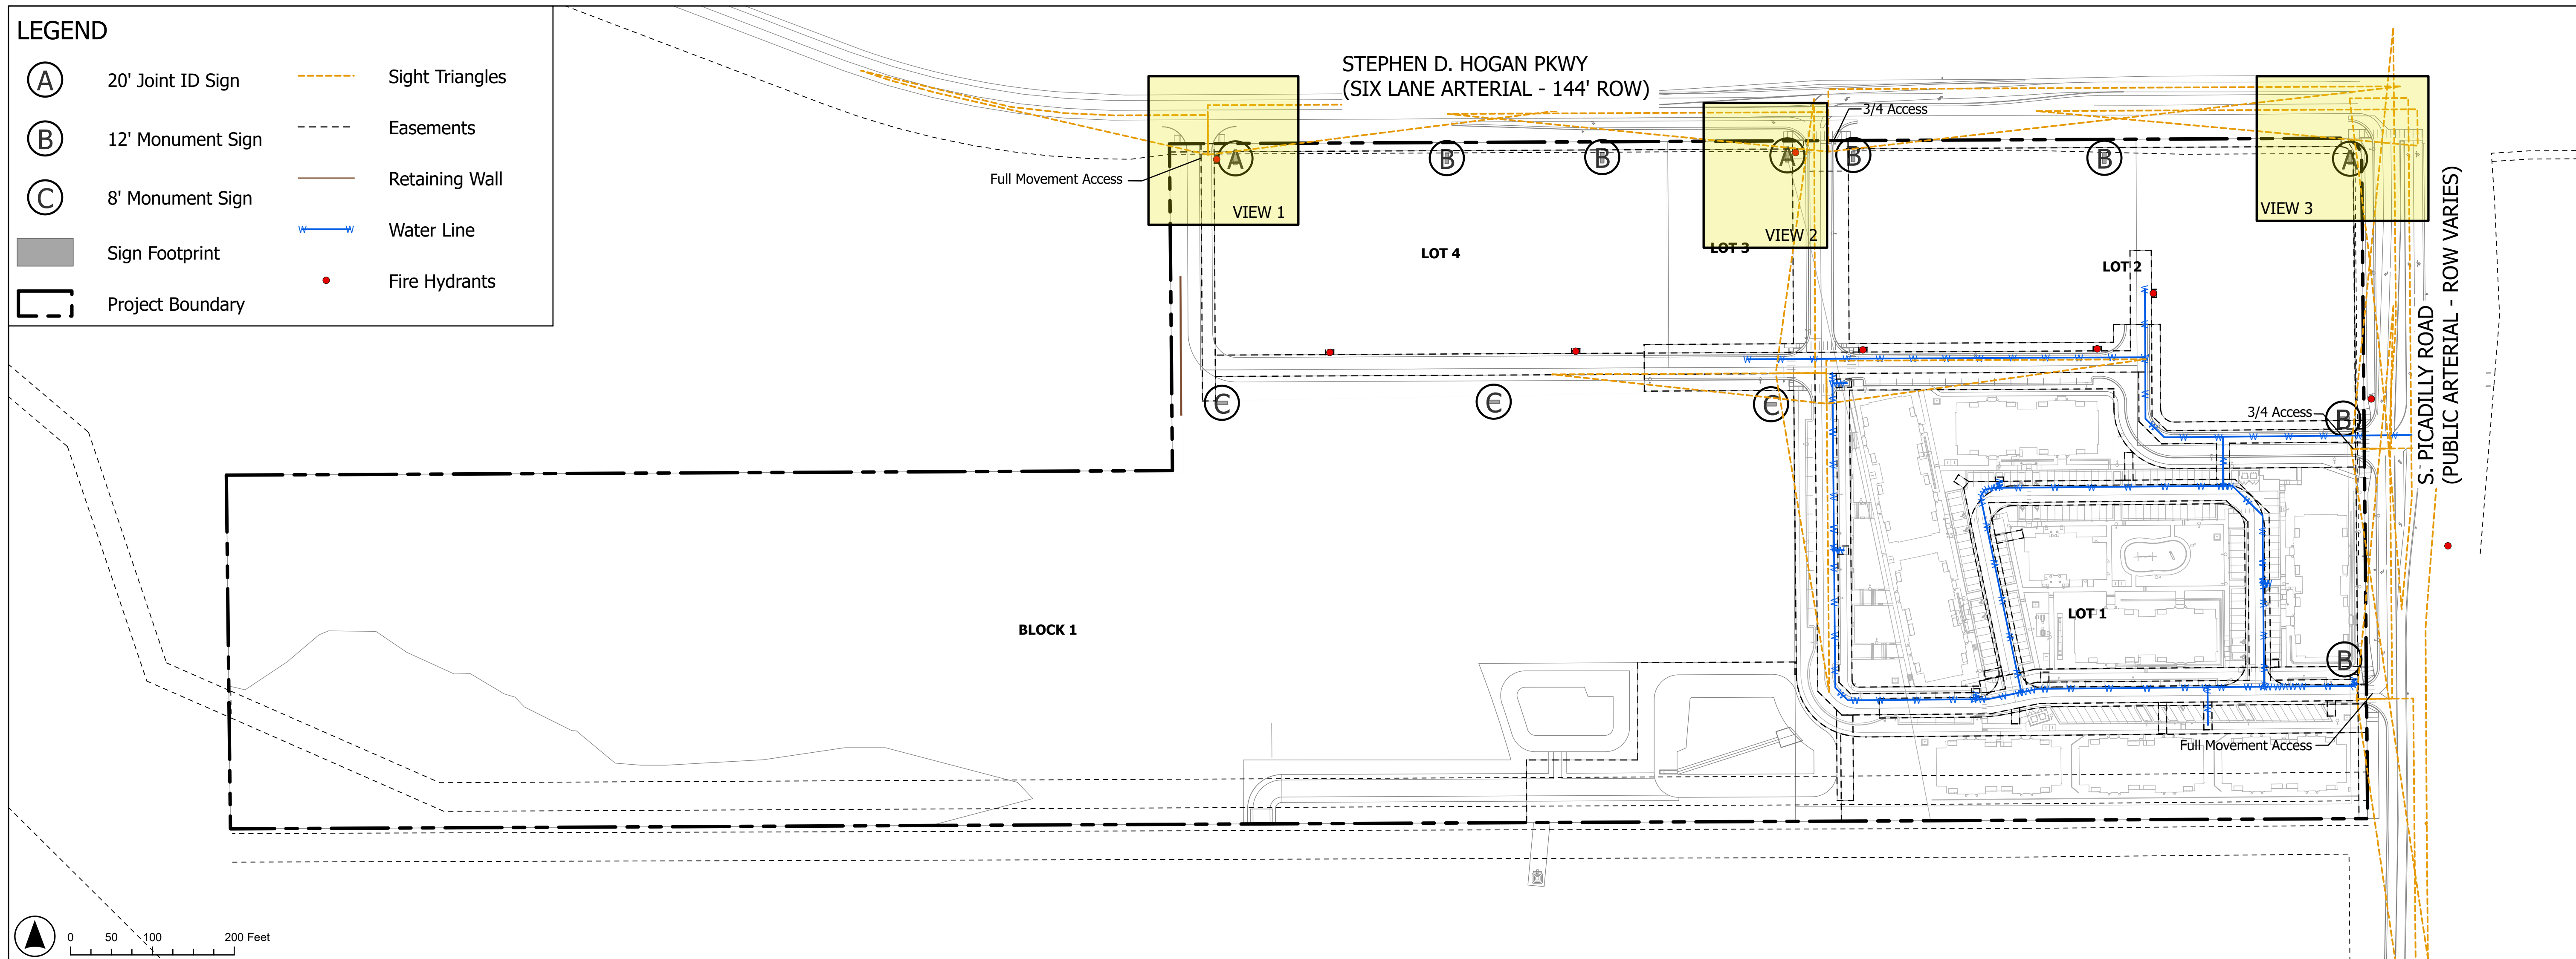 LEGEND
A 20' Joint ID Sign
B 12' Monument Sign
C 8' Monument Sign
Sign Footprint
Project Boundary
Sight Triangles
Easements
Retaining Wall
W W Water Line
Fire Hydrants
STEPHEN D. HOGAN PKWY
(SIX LANE ARTERIAL - 144' ROW)
3/4 Access
Full Movement Access
A
B
B
A
B
B
A
VIEW 1
VIEW 2
VIEW 3
LOT 4
LOT 3
LOT 2
S. PICADILLY ROAD
(PUBLIC ARTERIAL - ROW VARIES)
C
C
C
3/4 Access
B
BLOCK 1
LOT 1
B
Full Movement Access
0 50 100 200 Feet